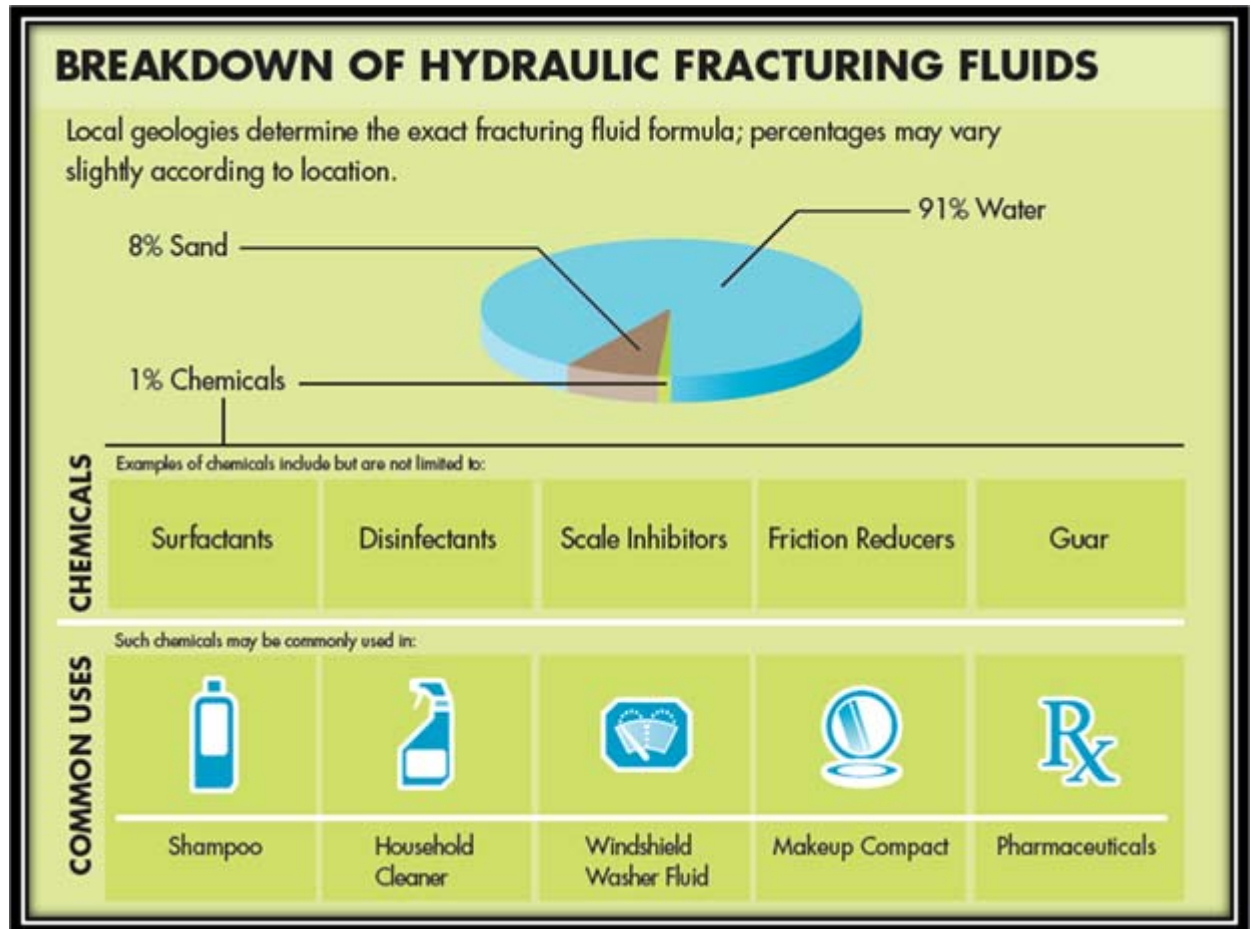 BREAKDOWN OF HYDRAULIC FRACTURING FLUIDS
Local geologies determine the exact fracturing fluid formula; percentages may vary
slightly according to location.
91% Water
8% Sand
1% Chemicals
CHEMICALS
Examples of chemicals include but are not limited to:
Surfactants
Disinfectants
Scale Inhibitors
Friction Reducers
Guar
COMMON USES
Such chemicals may be commonly used in:
Rx
Shampoo
Household
Cleaner
Windshield
Washer Fluid
Makeup Compact
Pharmaceuticals